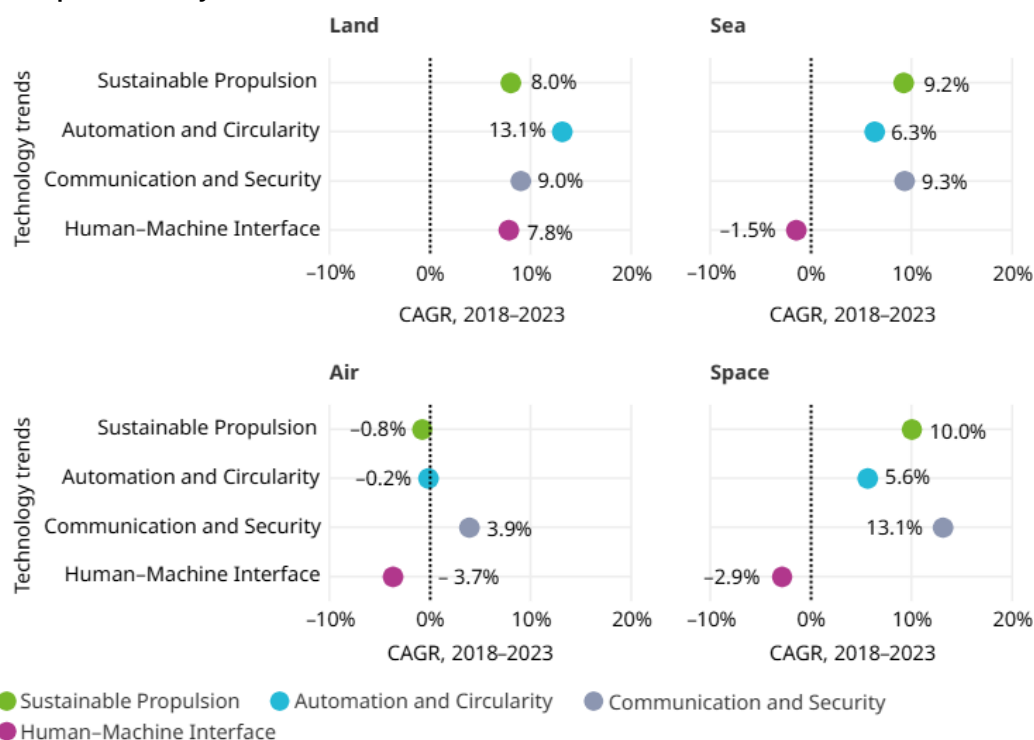 Land
Sea
Technology trends
Sustainable Propulsion
8.0%
9.2%
Automation and Circularity
13.1%
6.3%
Communication and Security
9.0%
9.3%
Human–Machine Interface
7.8%
–1.5%
–10% 0% 10% 20%
–10% 0% 10% 20%
CAGR, 2018–2023
CAGR, 2018–2023
Air
Space
Technology trends
Sustainable Propulsion
–0.8%
10.0%
Automation and Circularity
–0.2%
5.6%
Communication and Security
3.9%
13.1%
Human–Machine Interface
– 3.7%
–2.9%
–10% 0% 10% 20%
–10% 0% 10% 20%
CAGR, 2018–2023
CAGR, 2018–2023
Sustainable Propulsion
Automation and Circularity
Communication and Security
Human–Machine Interface